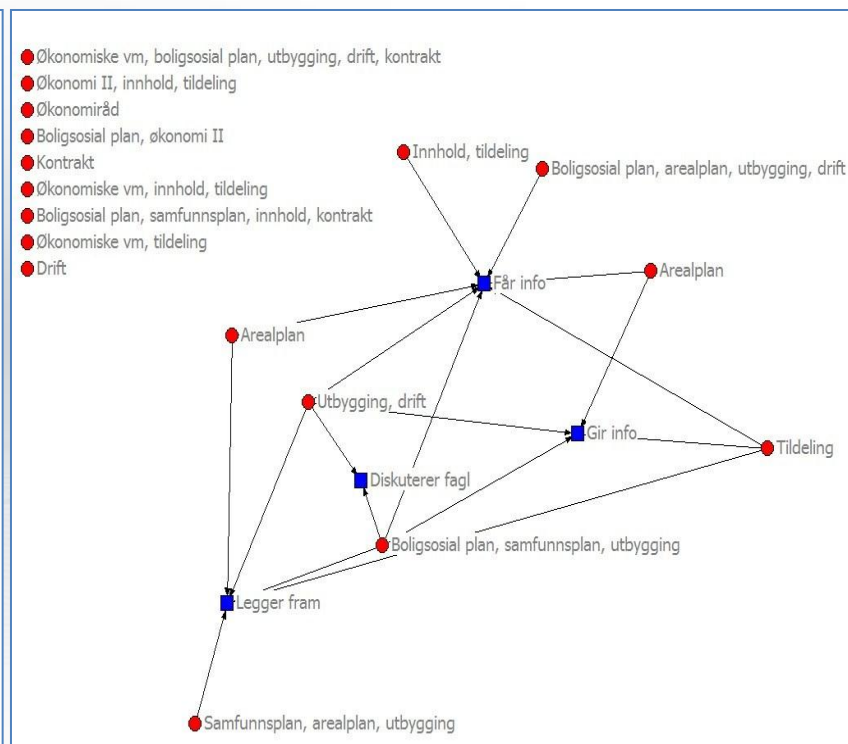 Økonomiske vm, boligsosial plan, utbygging, drift, kontrakt
Økonomi II, innhold, tildeling
Økonomiråd
Boligsosial plan, økonomi II
Kontrakt
Økonomiske vm, innhold, tildeling
Boligsosial plan, samfunnsplan, innhold, kontrakt
Økonomiske vm, tildeling
Drift
Innhold, tildeling
Boligsosial plan, arealplan, utbygging, drift
Arealplan
Får info
Arealplan
Utbygging, drift
Gir info
Tildeling
Diskuterer fagl
Boligsosial plan, samfunnsplan, utbygging
Legger fram
Samfunnsplan, arealplan, utbygging